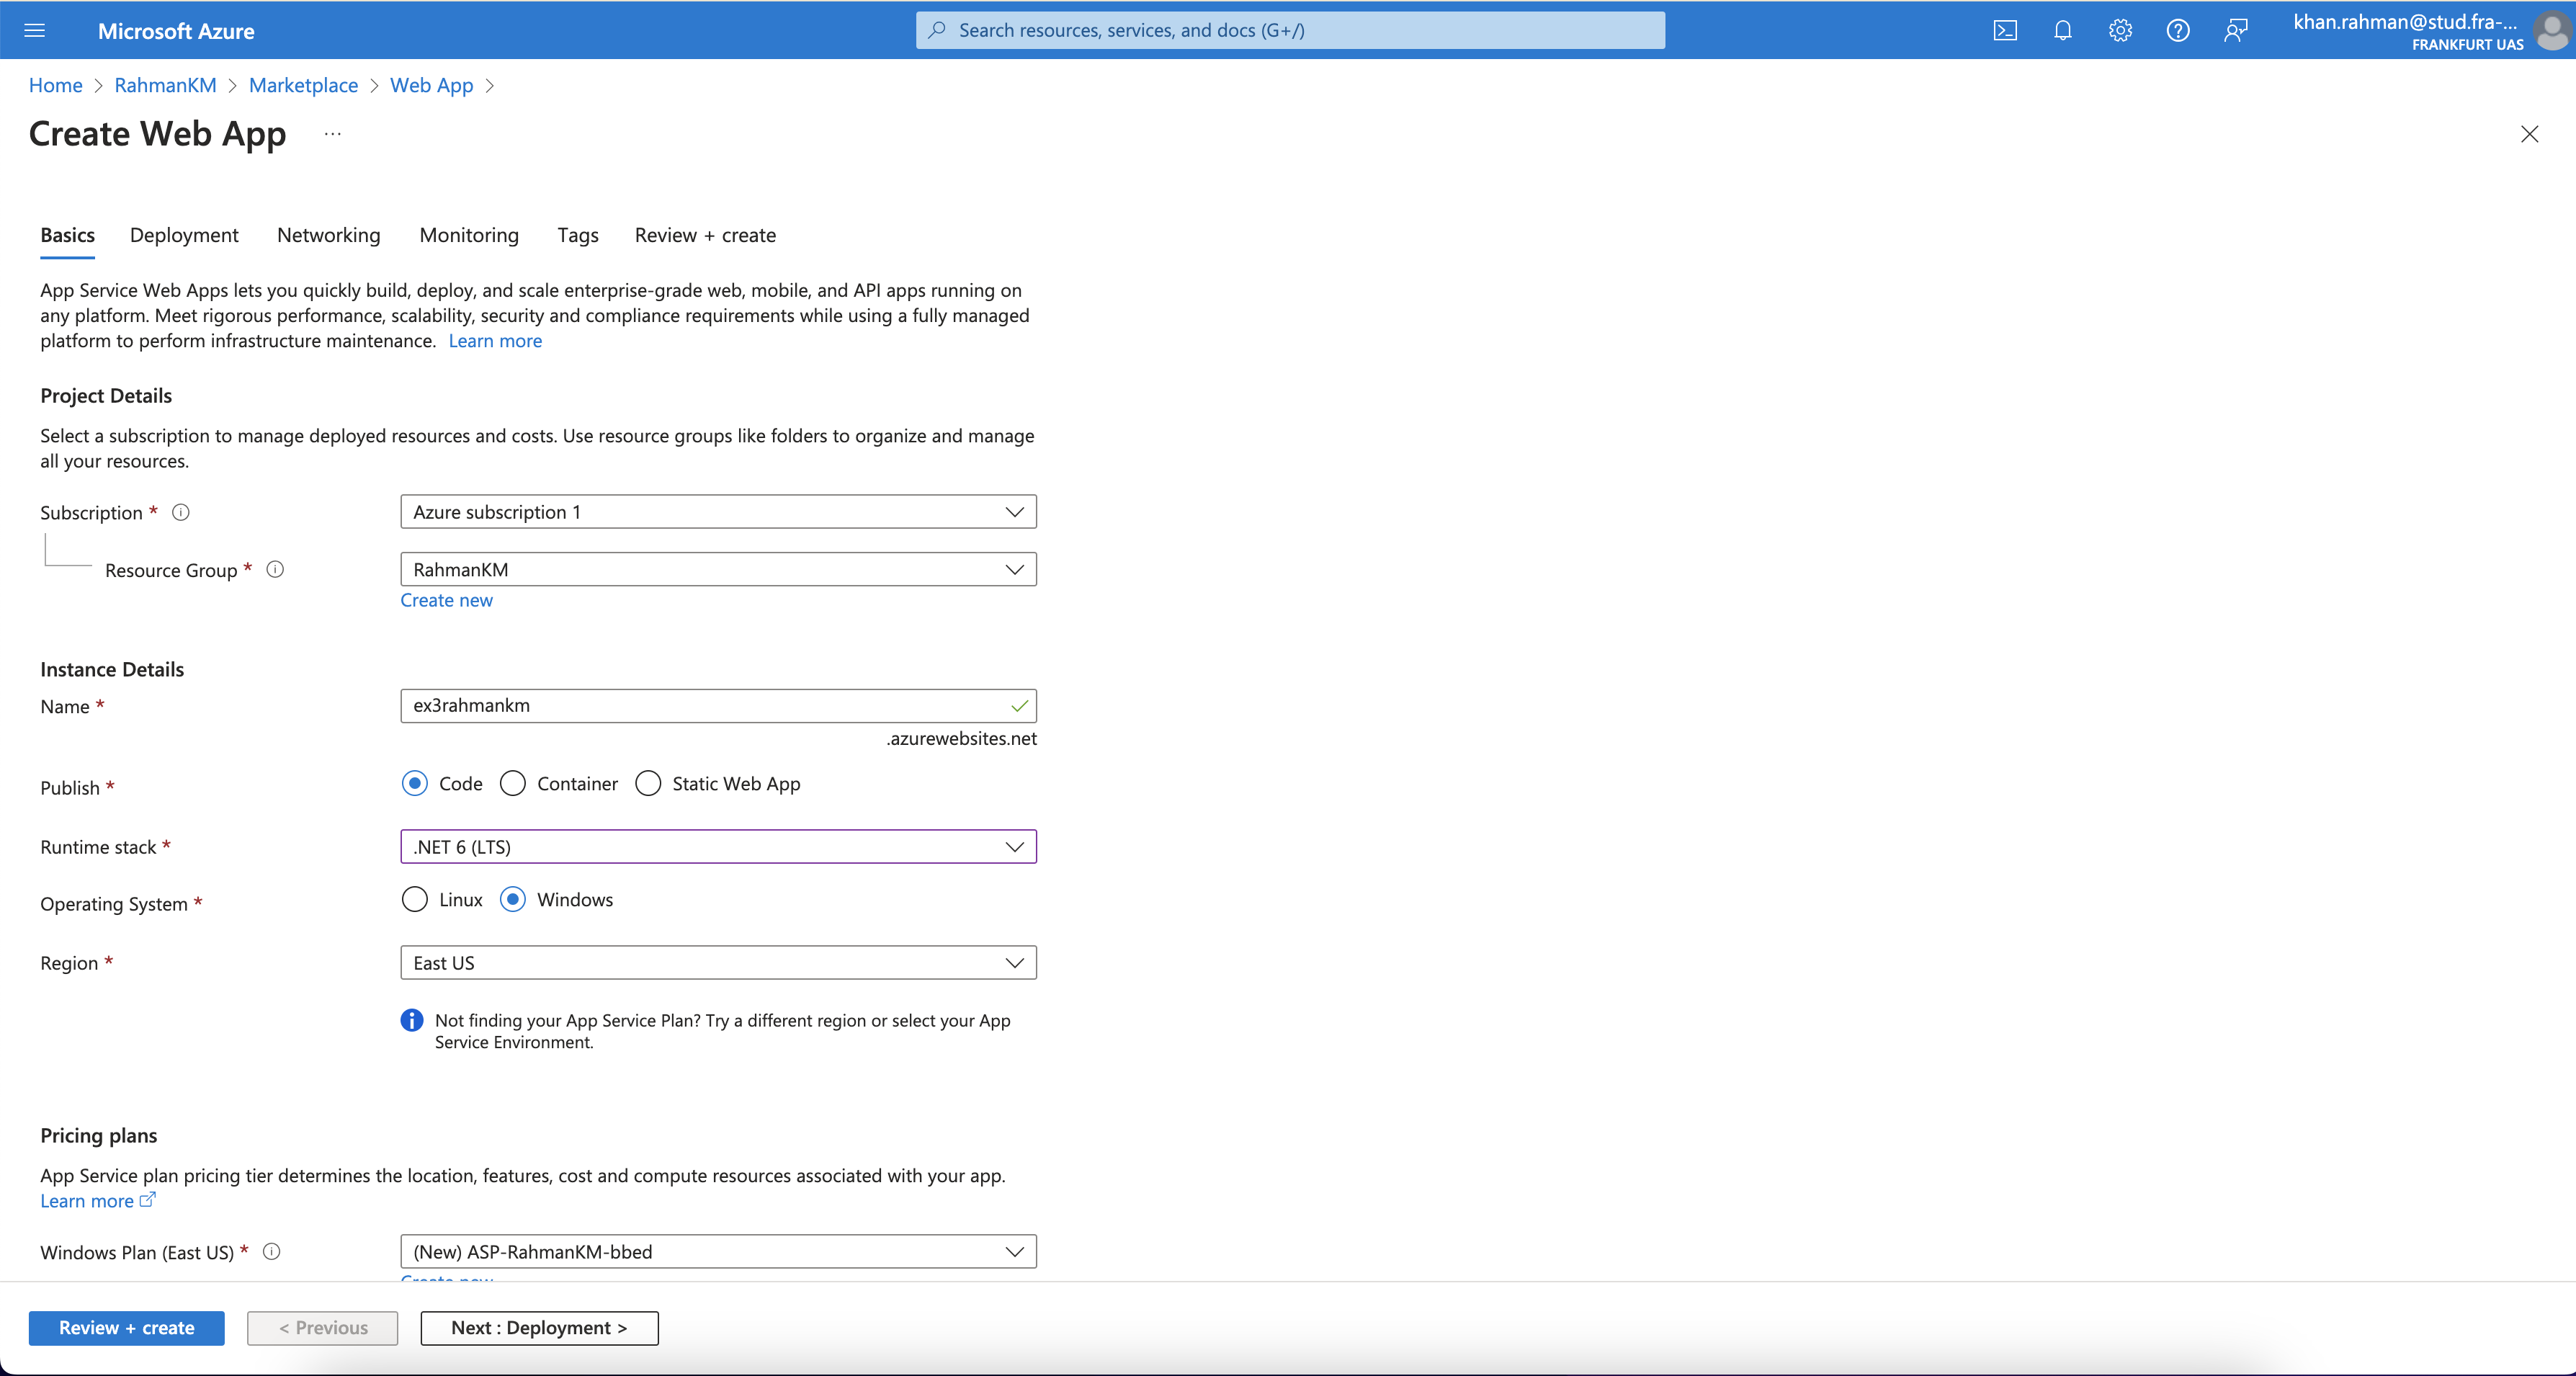 Microsoft Azure
Search resources, services, and docs (G+/)
khan.rahman@stud.fra-...
FRANKFURT UAS
Home > RahmanKM > Marketplace > Web App >
Create Web App ...
Basics Deployment Networking Monitoring Tags Review + create
App Service Web Apps lets you quickly build, deploy, and scale enterprise-grade web, mobile, and API apps running on
any platform. Meet rigorous performance, scalability, security and compliance requirements while using a fully managed
platform to perform infrastructure maintenance. Learn more
Project Details
Select a subscription to manage deployed resources and costs. Use resource groups like folders to organize and manage
all your resources.
Subscription * Azure subscription 1
Resource Group * RahmanKM
Create new
Instance Details
Name * ex3rahmankm
.azurewebsites.net
Publish * Code Container Static Web App
Runtime stack * .NET 6 (LTS)
Operating System * Linux Windows
Region * East US
Not finding your App Service Plan? Try a different region or select your App
Service Environment.
Pricing plans
App Service plan pricing tier determines the location, features, cost and compute resources associated with your app.
Learn more
Windows Plan (East US) * (New) ASP-RahmanKM-bbed
Create new
Review + create < Previous Next : Deployment >